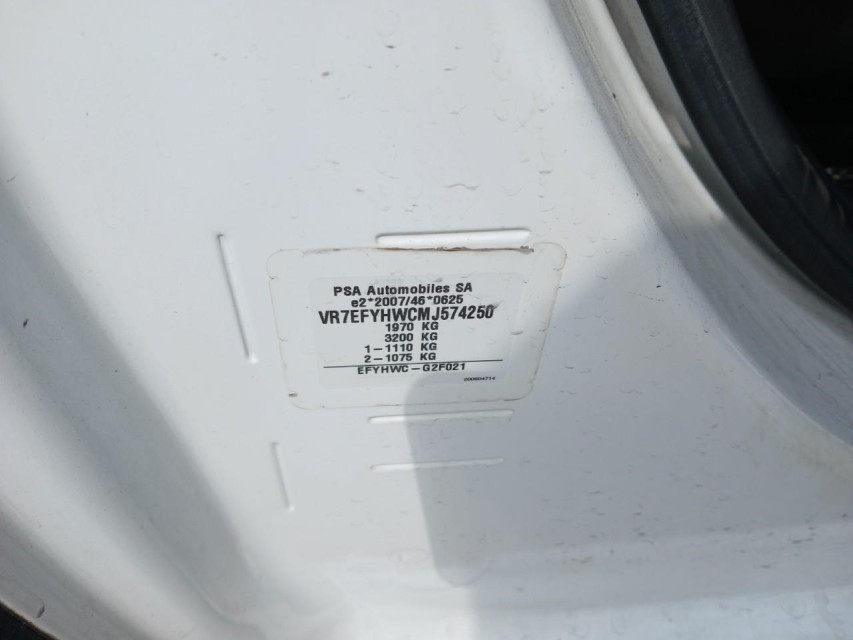 PSA Automobiles SA
e2*2007/46*0625
VR7EFYHWCMJ574250
1970 KG
3200 KG
1-1110 KG
2-1075 KG
EFYHWC-G2F021
200604714